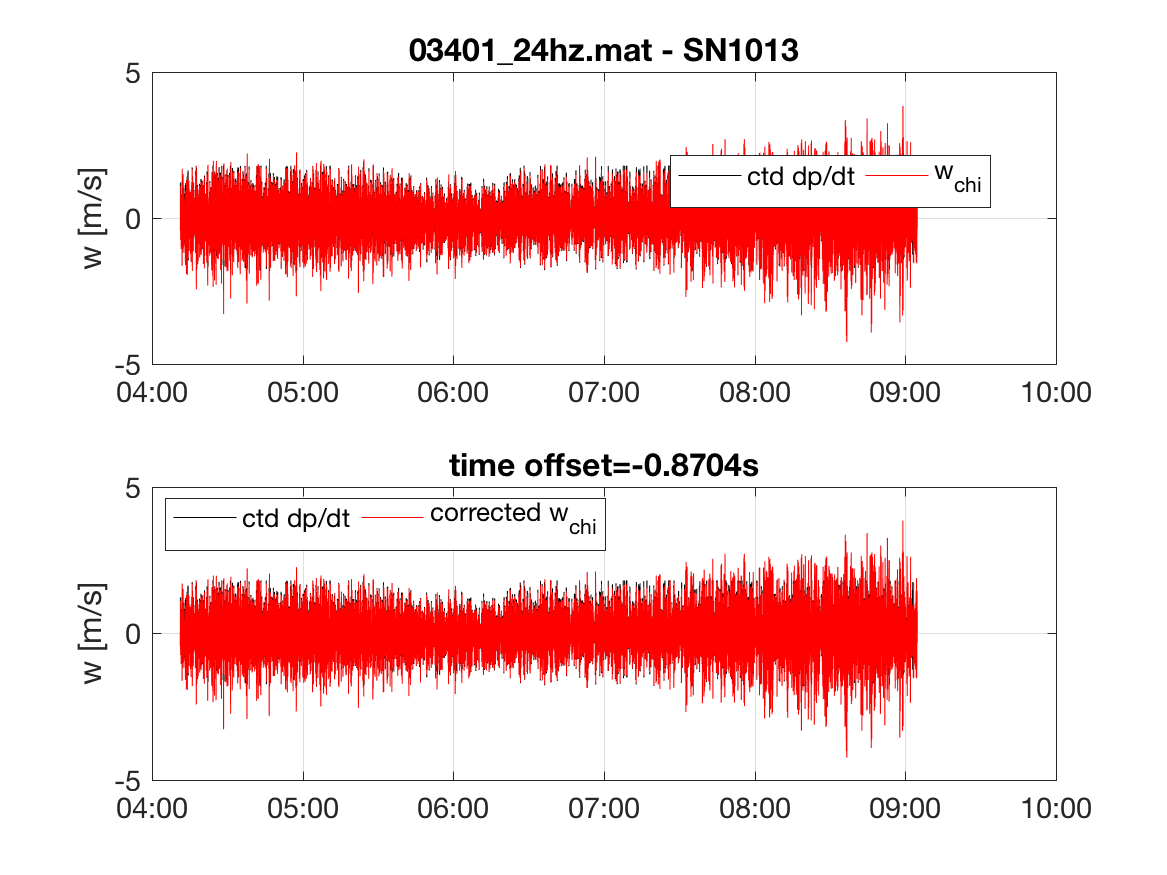 03401_24hz.mat - SN1013
5
ctd dp/dt w_chi
w [m/s]
0
-5
04:00 05:00 06:00 07:00 08:00 09:00 10:00
time offset=-0.8704s
5
ctd dp/dt corrected w_chi
w [m/s]
0
-5
04:00 05:00 06:00 07:00 08:00 09:00 10:00